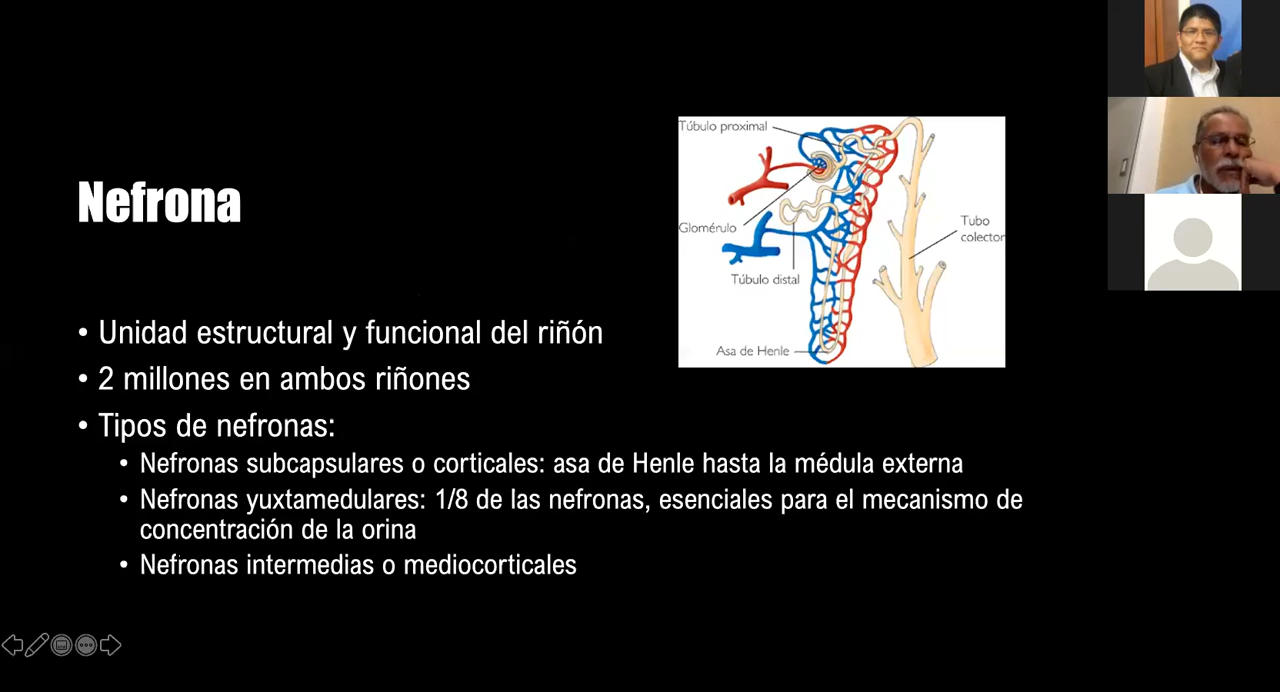 Nefrona
Túbulo proximal
Glomérulo
Túbulo distal
Asa de Henle
Tubo
colector
• Unidad estructural y funcional del riñón
• 2 millones en ambos riñones
• Tipos de nefronas:
• Nefronas subcapsulares o corticales: asa de Henle hasta la médula externa
• Nefronas yuxtamedulares: 1/8 de las nefronas, esenciales para el mecanismo de
concentración de la orina
• Nefronas intermedias o mediocorticales